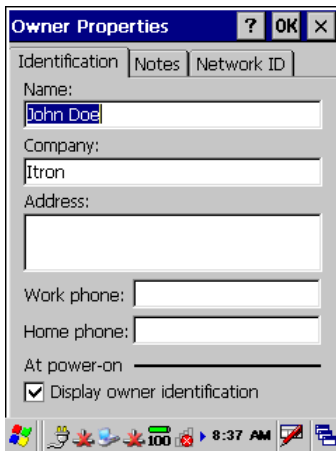 Owner Properties ? OK ×
Identification Notes Network ID
Name:
John Doe
Company:
Itron
Address:
Work phone:
Home phone:
At power-on
Display owner identification
100 8:37 AM